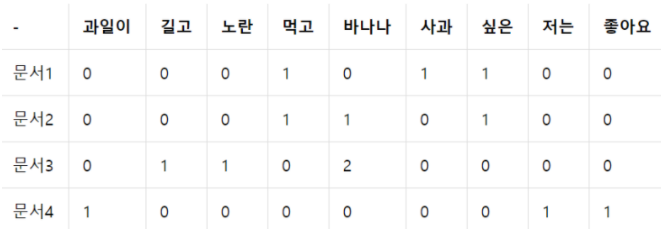 - 과일이 길고 노란 먹고 바나나 사과 싶은 저는 좋아요
문서1 0 0 0 1 0 1 1 0 0
문서2 0 0 0 1 1 0 1 0 0
문서3 0 1 1 0 2 0 0 0 0
문서4 1 0 0 0 0 0 0 1 1